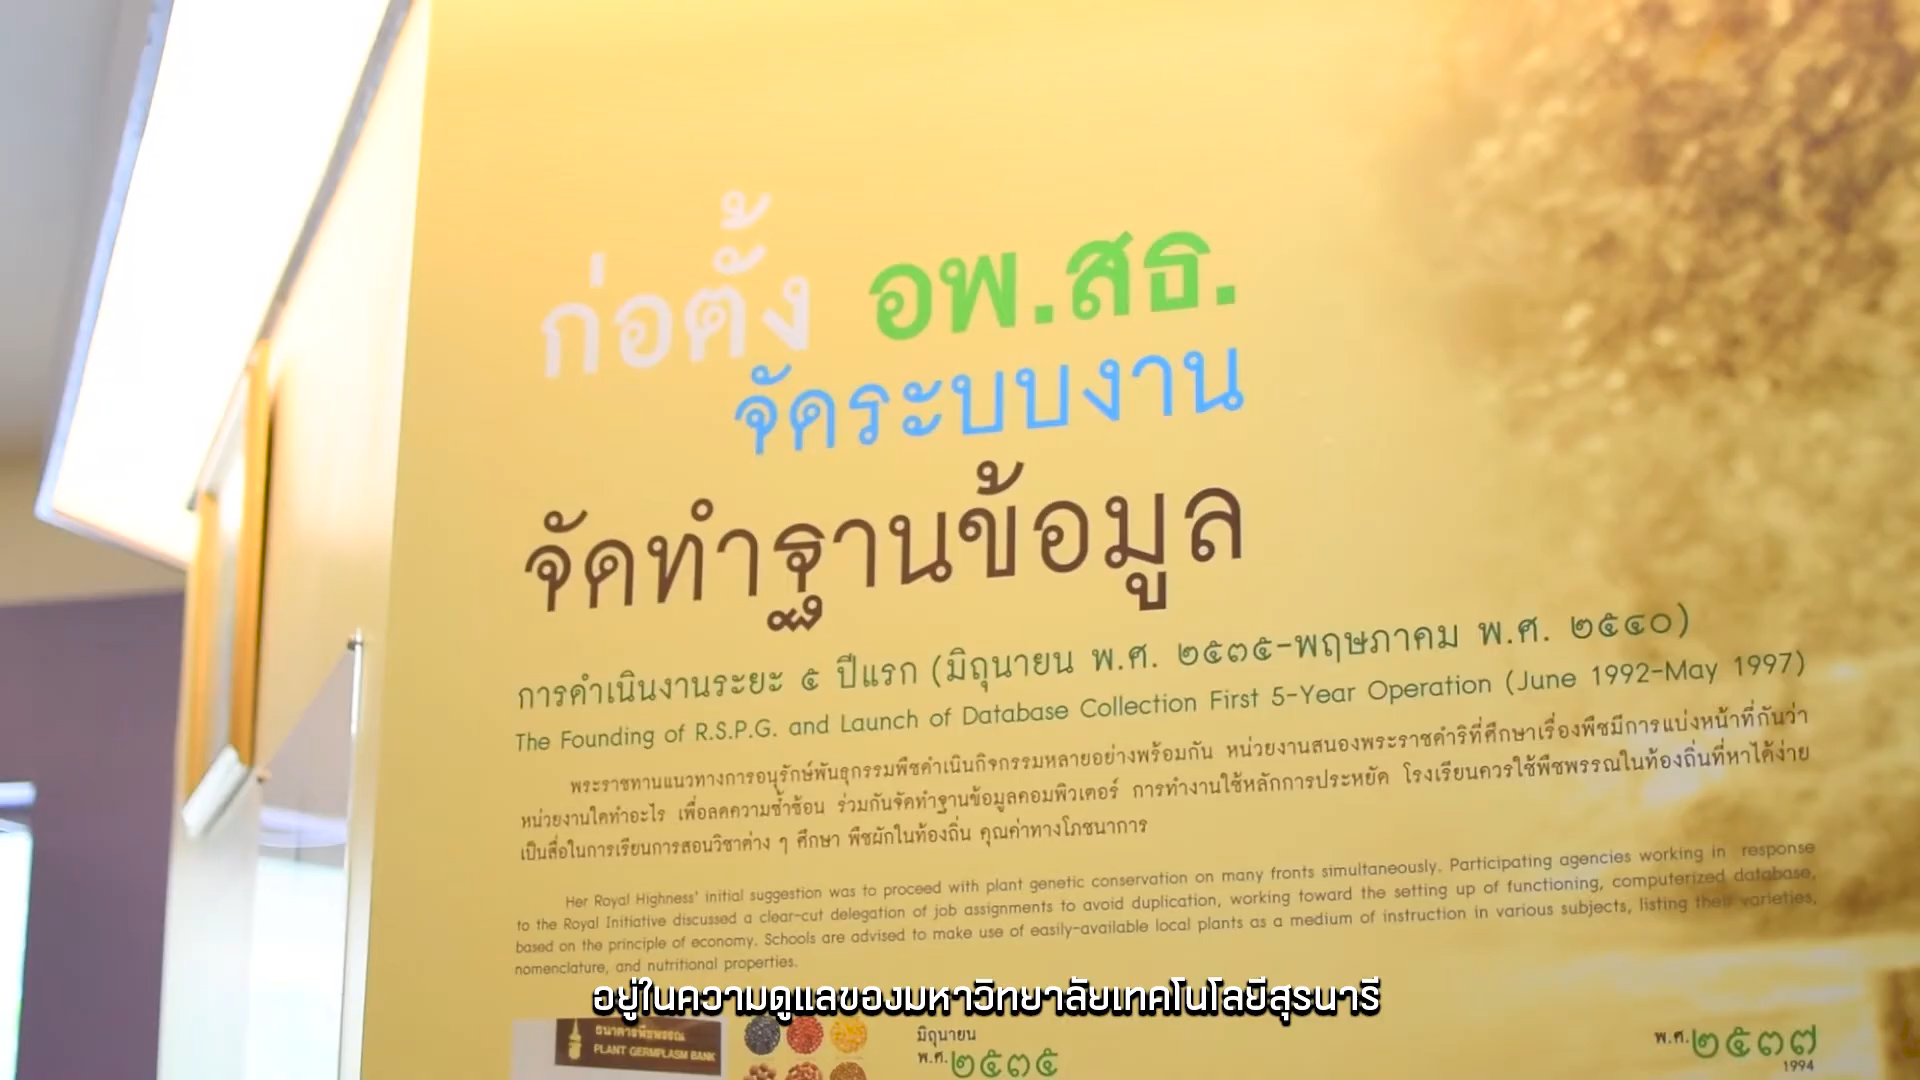 ก่อตั้ง อพ.สธ.
จัดระบบงาน
จัดทำฐานข้อมูล
การดำเนินงานระยะ ๕ ปีแรก (มิถุนายน พ.ศ. ๒๕๓๕-พฤษภาคม พ.ศ. ๒๕๔๐)
The Founding of R.S.P.G. and Launch of Database Collection First 5-Year Operation (June 1992-May 1997)
พระราชทานแนวทางการอนุรักษ์พันธุกรรมพืชดำเนินกิจกรรมหลายอย่างพร้อมกัน หน่วยงานสนองพระราชดำริที่ศึกษาเรื่องพืชมีการแบ่งหน้าที่กันว่า
หน่วยงานใดทำอะไร เพื่อลดความซ้ำซ้อน ร่วมกันจัดทำฐานข้อมูลคอมพิวเตอร์ การทำงานใช้หลักการประหยัด โรงเรียนควรใช้พืชพรรณในท้องถิ่นที่หาได้ง่าย
เป็นสื่อในการเรียนการสอนวิชาต่าง ๆ ศึกษา พืชผักในท้องถิ่น คุณค่าทางโภชนาการ
Her Royal Highness' initial suggestion was to proceed with plant genetic conservation on many fronts simultaneously. Participating agencies working in response
to the Royal Initiative discussed a clear-cut delegation of job assignments to avoid duplication, working toward the setting up of functioning, computerized database,
based on the principle of economy. Schools are advised to make use of easily-available local plants as a medium of instruction in various subjects, listing their varieties,
nomenclature, and nutritional properties.
อยู่ในความดูแลของมหาวิทยาลัยเทคโนโลยีสุรนารี
ธนาคารพืชพรรณ
PLANT GERMPLASM BANK
มิถุนายน
พ.ศ.๒๕๓๕
พ.ศ.๒๕๓๗
1994